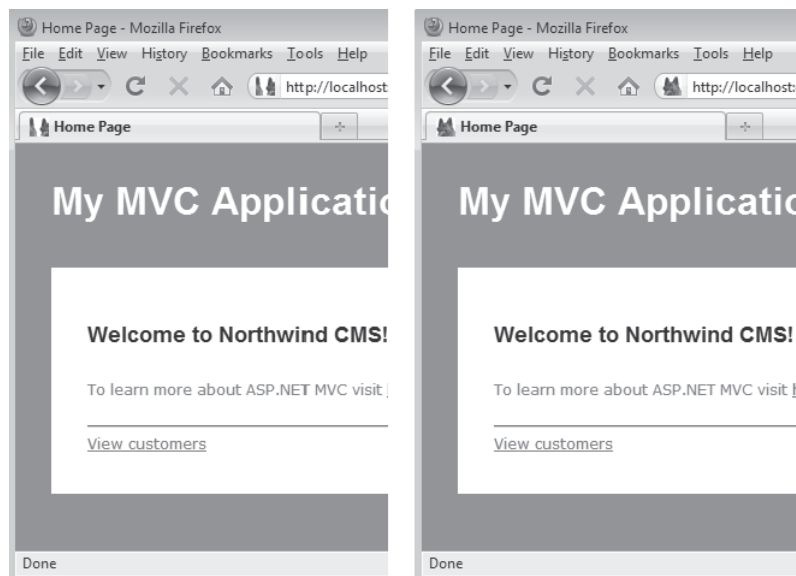 Home Page - Mozilla Firefox
File Edit View History Bookmarks Tools Help
http://localhost:
Home Page
My MVC Applicatio
Welcome to Northwind CMS!
To learn more about ASP.NET MVC visit
View customers
Done
Home Page - Mozilla Firefox
File Edit View History Bookmarks Tools Help
http://localhost:
Home Page
My MVC Applicatio
Welcome to Northwind CMS!
To learn more about ASP.NET MVC visit h
View customers
Done